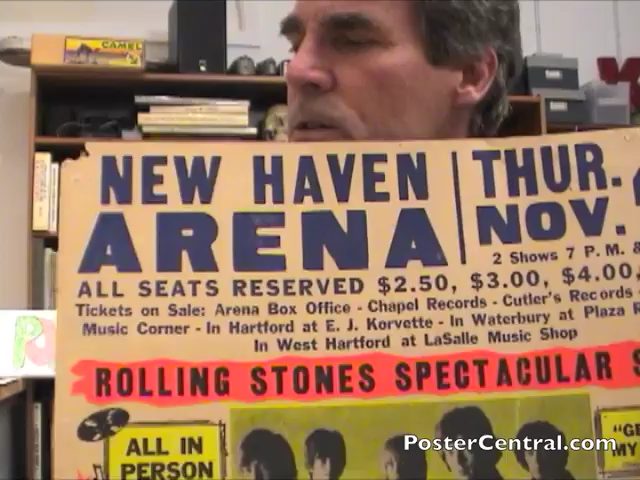 CAMEL
NEW HAVEN
ARENA
THUR.
NOV.
2 Shows 7 P. M. &
ALL SEATS RESERVED $2.50, $3.00, $4.00
Tickets on Sale: Arena Box Office - Chapel Records - Cutler's Records -
Music Corner - In Hartford at E. J. Korvette - In Waterbury at Plaza R
In West Hartford at LaSalle Music Shop
ROLLING STONES SPECTACULAR S
ALL IN
PERSON
"GE
MY
PosterCentral.com